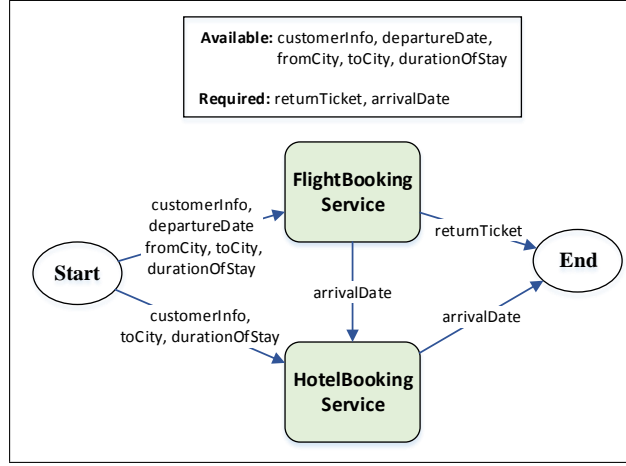 Available: customerInfo, departureDate,
fromCity, toCity, durationOfStay
Required: returnTicket, arrivalDate
FlightBooking
Service
customerInfo,
departureDate
fromCity, toCity,
durationOfStay
returnTicket
Start
End
arrivalDate
customerInfo,
toCity, durationOfStay
arrivalDate
HotelBooking
Service